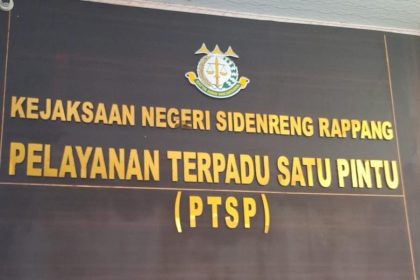 KEJAKSAAN NEGERI SIDENRENG RAPPANG
PELAYANAN TERPADU SATU PINTU
(PTSP)